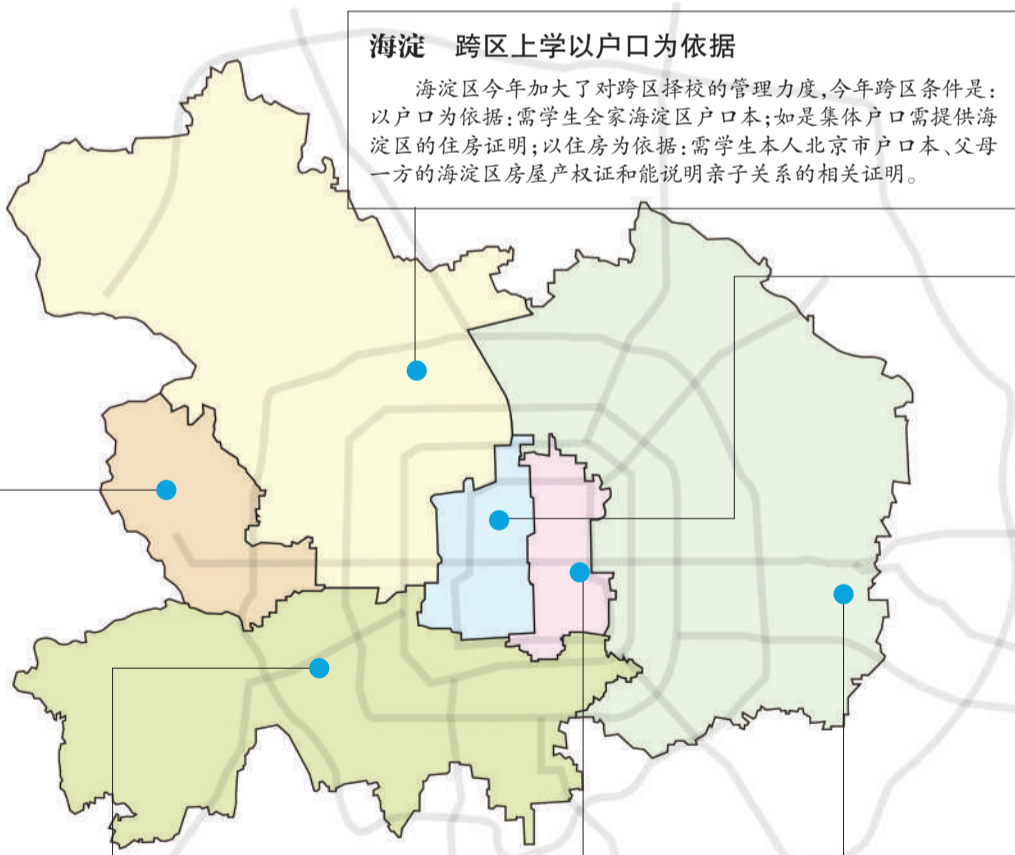 海淀 跨区上学以户口为依据
海淀区今年加大了对跨区择校的管理力度,今年跨区条件是:
以户口为依据:需学生全家海淀区户口本;如是集体户口需提供海
淀区的住房证明;以住房为依据:需学生本人北京市户口本、父母
一方的海淀区房屋产权证和能说明亲子关系的相关证明。